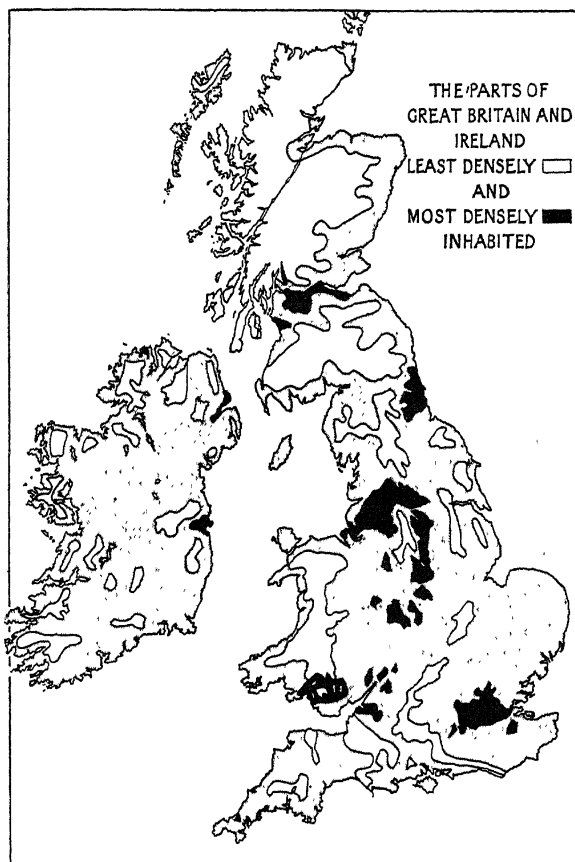 THE PARTS OF
GREAT BRITAIN AND
IRELAND
LEAST DENSELY
AND
MOST DENSELY
INHABITED